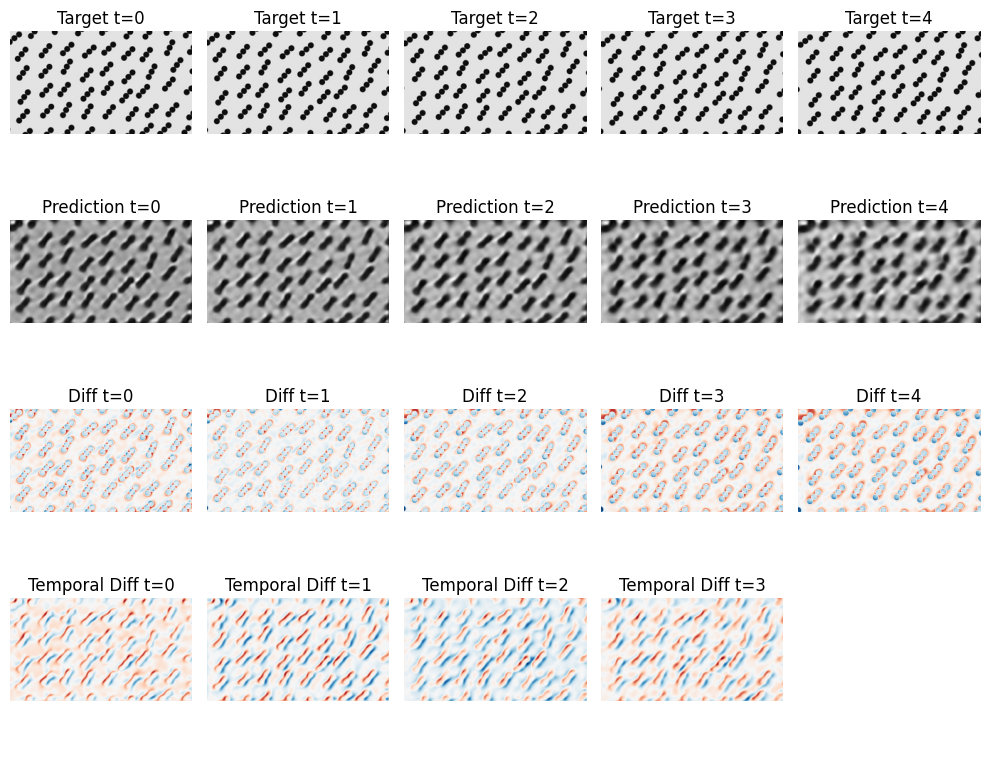 Target t=0 Target t=1 Target t=2 Target t=3 Target t=4
Prediction t=0 Prediction t=1 Prediction t=2 Prediction t=3 Prediction t=4
Diff t=0 Diff t=1 Diff t=2 Diff t=3 Diff t=4
Temporal Diff t=0 Temporal Diff t=1 Temporal Diff t=2 Temporal Diff t=3